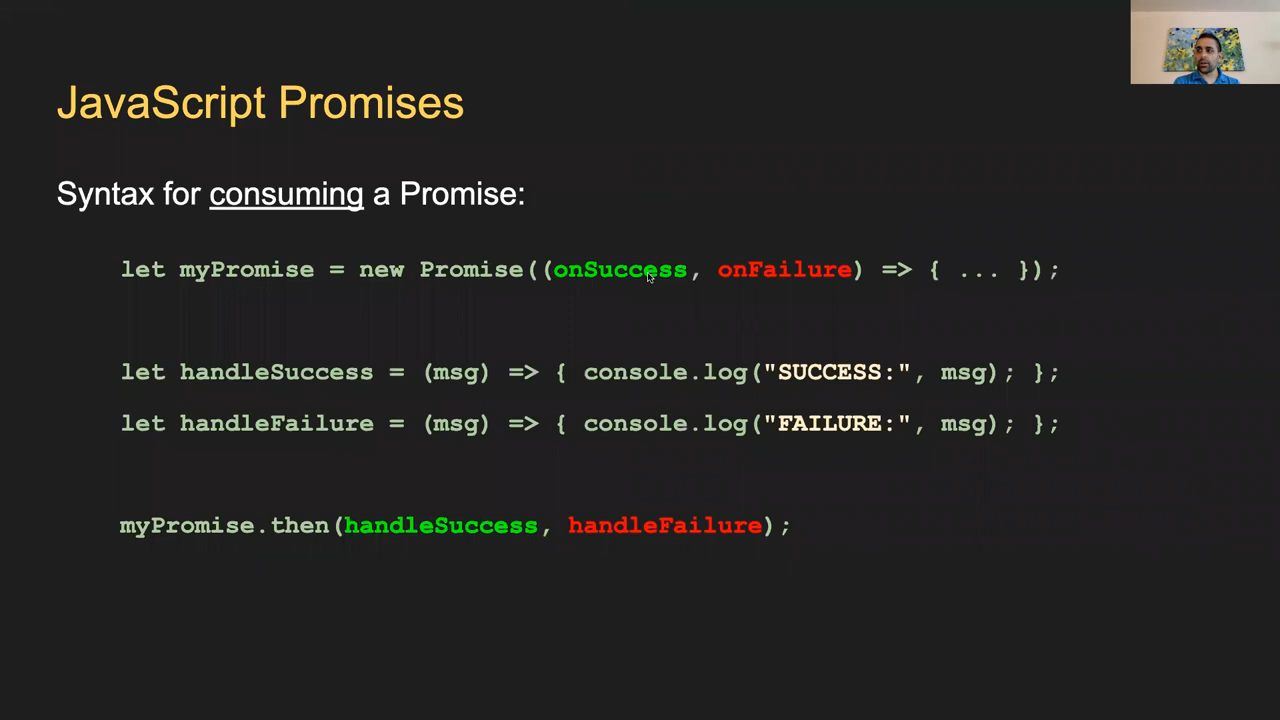 JavaScript Promises
Syntax for consuming a Promise:
let myPromise = new Promise((onSuccess, onFailure) => { ... });
let handleSuccess = (msg) => { console.log("SUCCESS:", msg); };
let handleFailure = (msg) => { console.log("FAILURE:", msg); };
myPromise.then(handleSuccess, handleFailure);